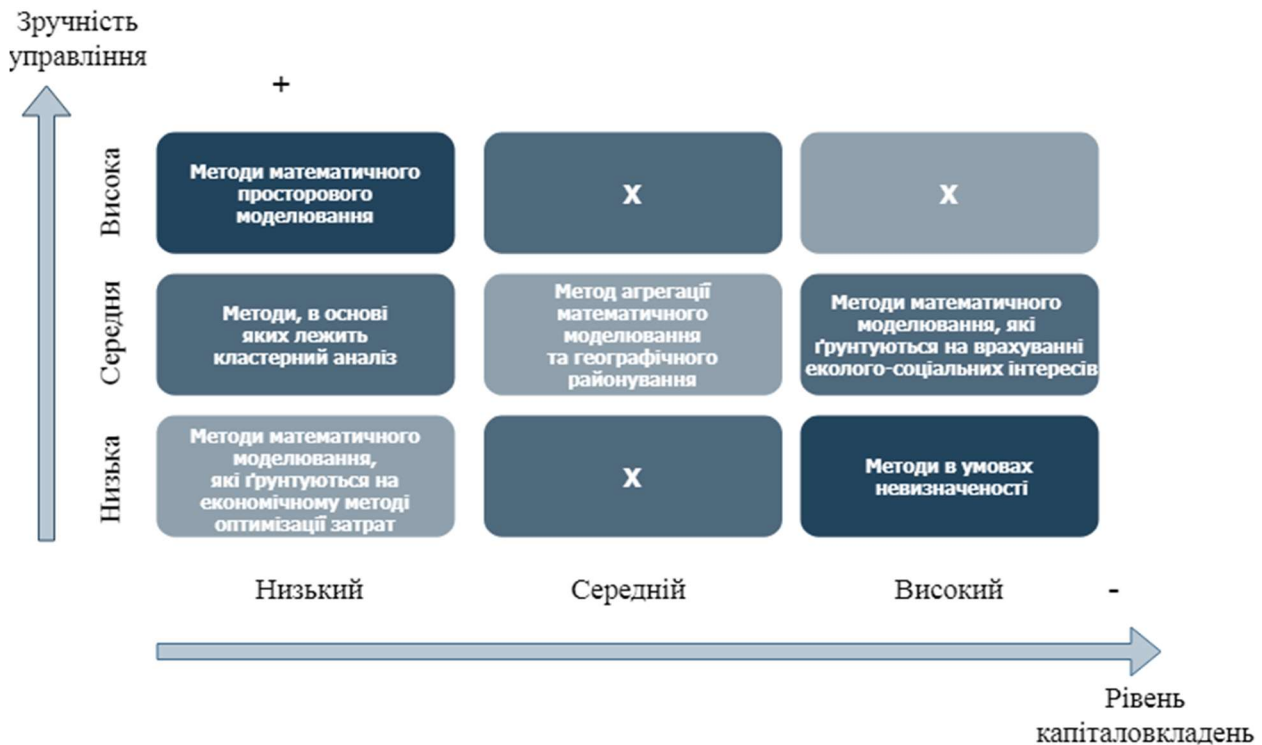 Зручність
управління
+
Висока
Методи математичного
просторового
моделювання
X
X
Середня
Методи, в основі
яких лежить
кластерний аналіз
Метод агрегації
математичного
моделювання
та географічного
районування
Методи математичного
моделювання, які
ґрунтуються на врахуванні
еколого-соціальних інтересів
Низька
Методи математичного
моделювання,
які ґрунтуються на
економічному методі
оптимізації затрат
X
Методи в умовах
невизначеності
Низький
Середній
Високий
-
Рівень
капіталовкладень